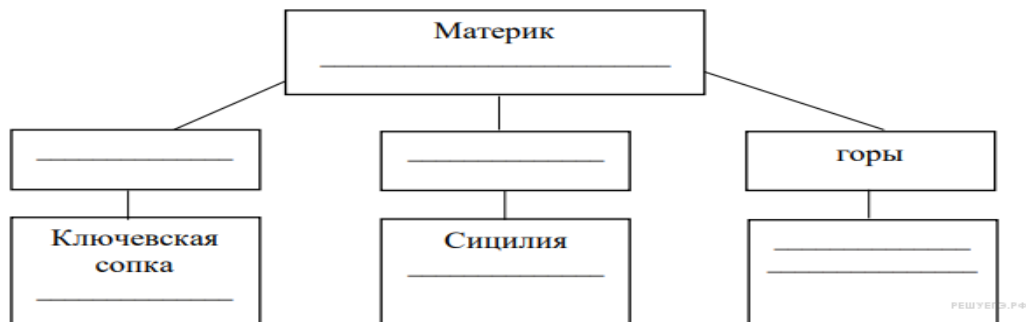 Материк
горы
Ключевская
сопка
Сицилия
РЕШУЕГЭ.РФ